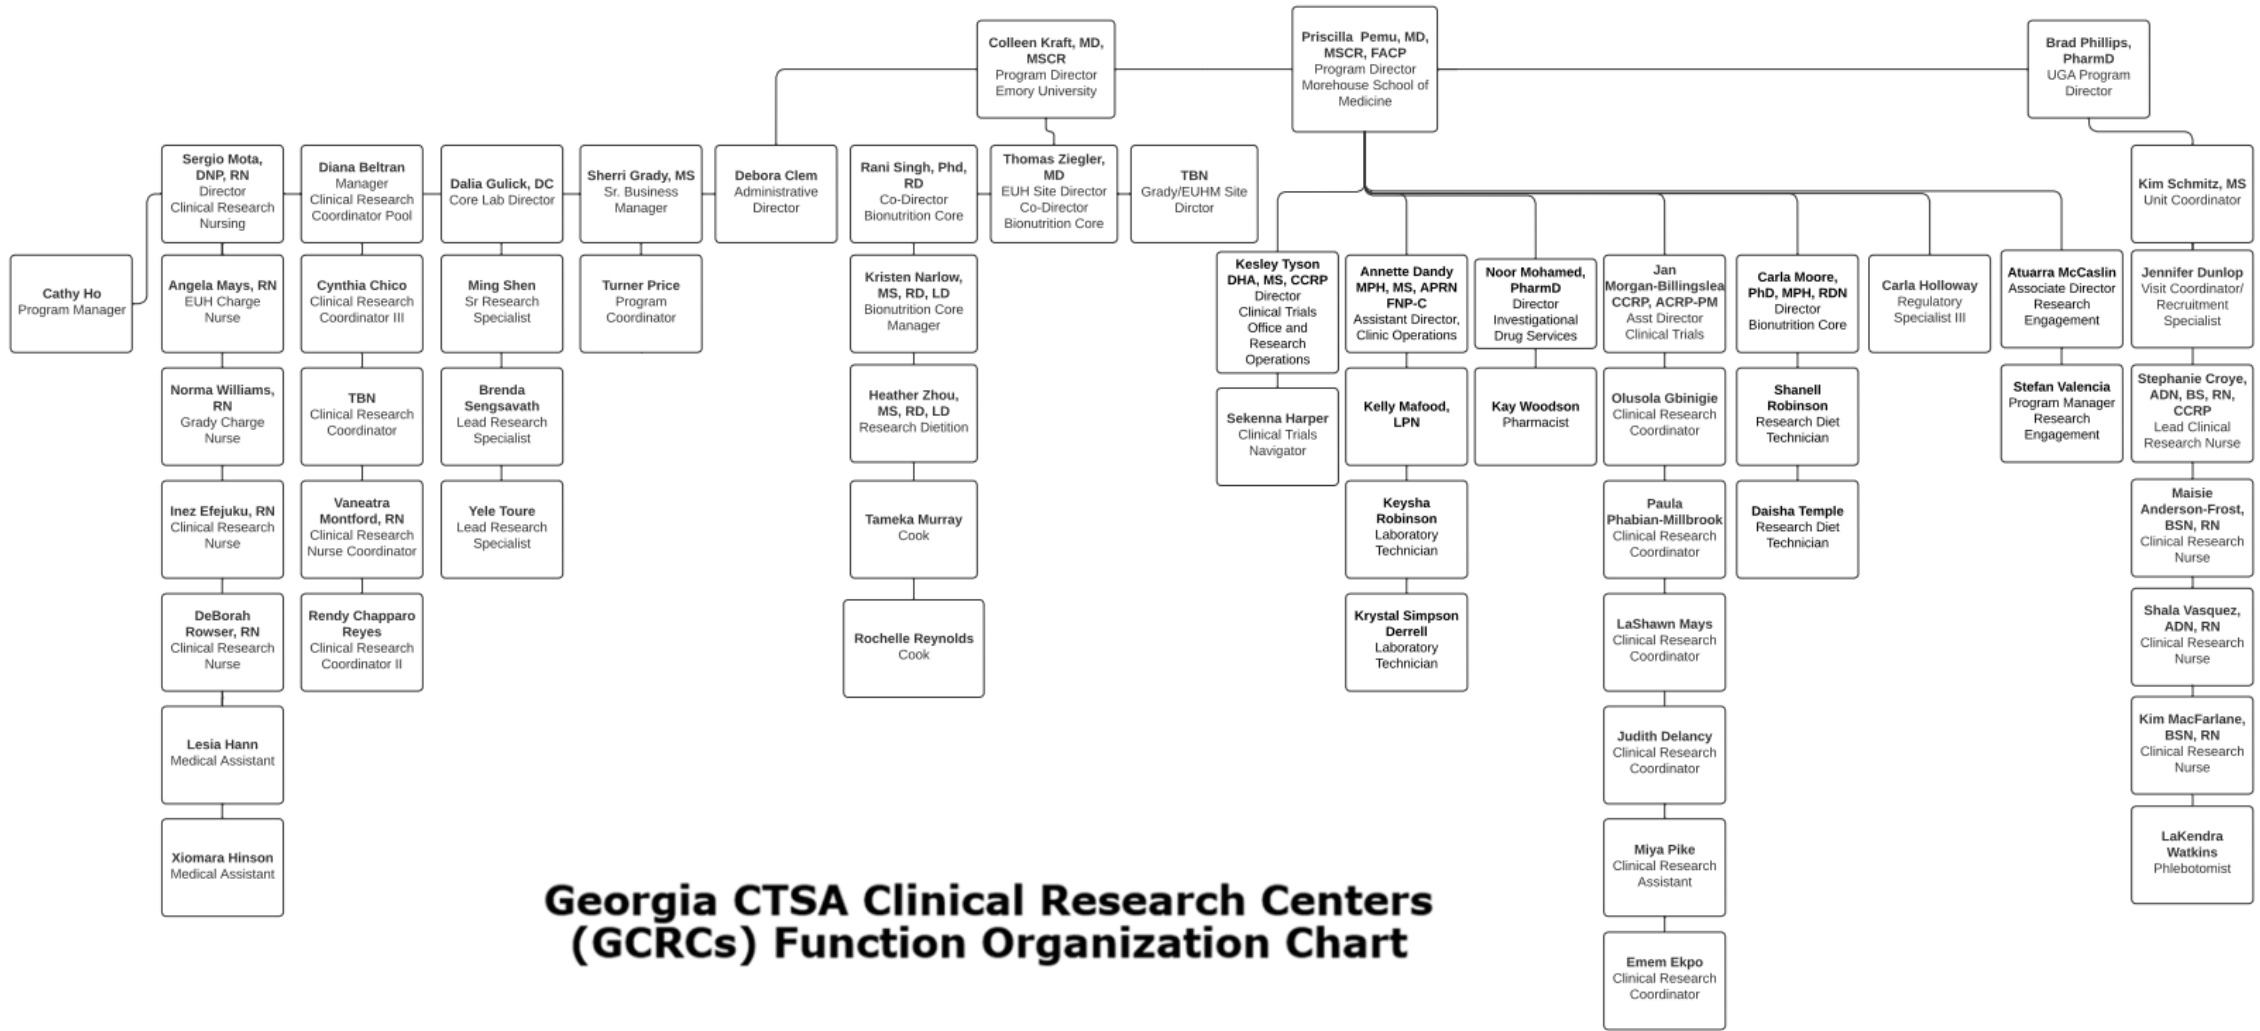 Colleen Kraft, MD,
MSCR
Program Director
Emory University
Priscilla Pemu, MD,
MSCR, FACP
Program Director
Morehouse School of
Medicine
Brad Phillips,
PharmD
UGA Program
Director
Sergio Mota,
DNP, RN
Director
Clinical Research
Nursing
Diana Beltran
Manager
Clinical Research
Coordinator Pool
Dalia Gulick, DC
Core Lab Director
Sherri Grady, MS
Sr. Business
Manager
Debora Clem
Administrative
Director
Rani Singh, Phd,
RD
Co-Director
Bionutrition Core
Thomas Ziegler,
MD
EUH Site Director
Co-Director
Bionutrition Core
TBN
Grady/EUHM Site
Dirctor
Kim Schmitz, MS
Unit Coordinator
Cathy Ho
Program Manager
Angela Mays, RN
EUH Charge
Nurse
Cynthia Chico
Clinical Research
Coordinator III
Ming Shen
Sr Research
Specialist
Turner Price
Program
Coordinator
Kristen Narlow,
MS, RD, LD
Bionutrition Core
Manager
Kesley Tyson
DHA, MS, CCRP
Director
Clinical Trials
Office and
Research
Operations
Annette Dandy
MPH, MS, APRN
FNP-C
Assistant Director,
Clinic Operations
Noor Mohamed,
PharmD
Director
Investigational
Drug Services
Jan
Morgan-Billingslea
CCRP, ACRP-PM
Asst Director
Clinical Trials
Carla Moore,
PhD, MPH, RDN
Director
Bionutrition Core
Carla Holloway
Regulatory
Specialist III
Atuarra McCaslin
Associate Director
Research
Engagement
Jennifer Dunlop
Visit Coordinator/
Recruitment
Specialist
Norma Williams,
RN
Grady Charge
Nurse
TBN
Clinical Research
Coordinator
Brenda
Sengsavath
Lead Research
Specialist
Heather Zhou,
MS, RD, LD
Research Dietition
Sekenna Harper
Clinical Trials
Navigator
Kelly Mafood,
LPN
Kay Woodson
Pharmacist
Olusola Gbinigie
Clinical Research
Coordinator
Shanell
Robinson
Research Diet
Technician
Stefan Valencia
Program Manager
Research
Engagement
Stephanie Croye,
ADN, BS, RN,
CCRP
Lead Clinical
Research Nurse
Inez Efejuku, RN
Clinical Research
Nurse
Vaneatra
Montford, RN
Clinical Research
Nurse Coordinator
Yele Toure
Lead Research
Specialist
Tameka Murray
Cook
Keysha
Robinson
Laboratory
Technician
Paula
Phabian-Millbrook
Clinical Research
Coordinator
Daisha Temple
Research Diet
Technician
Maisie
Anderson-Frost,
BSN, RN
Clinical Research
Nurse
DeBorah
Rowser, RN
Clinical Research
Nurse
Rendy Chapparo
Reyes
Clinical Research
Coordinator II
Rochelle Reynolds
Cook
Krystal Simpson
Derrell
Laboratory
Technician
LaShawn Mays
Clinical Research
Coordinator
Shala Vasquez,
ADN, RN
Clinical Research
Nurse
Lesia Hann
Medical Assistant
Judith Delancy
Clinical Research
Coordinator
Kim MacFarlane,
BSN, RN
Clinical Research
Nurse
Xiomara Hinson
Medical Assistant
Miya Pike
Clinical Research
Assistant
LaKendra
Watkins
Phlebotomist
Emem Ekpo
Clinical Research
Coordinator
Georgia CTSA Clinical Research Centers
(GCRCs) Function Organization Chart